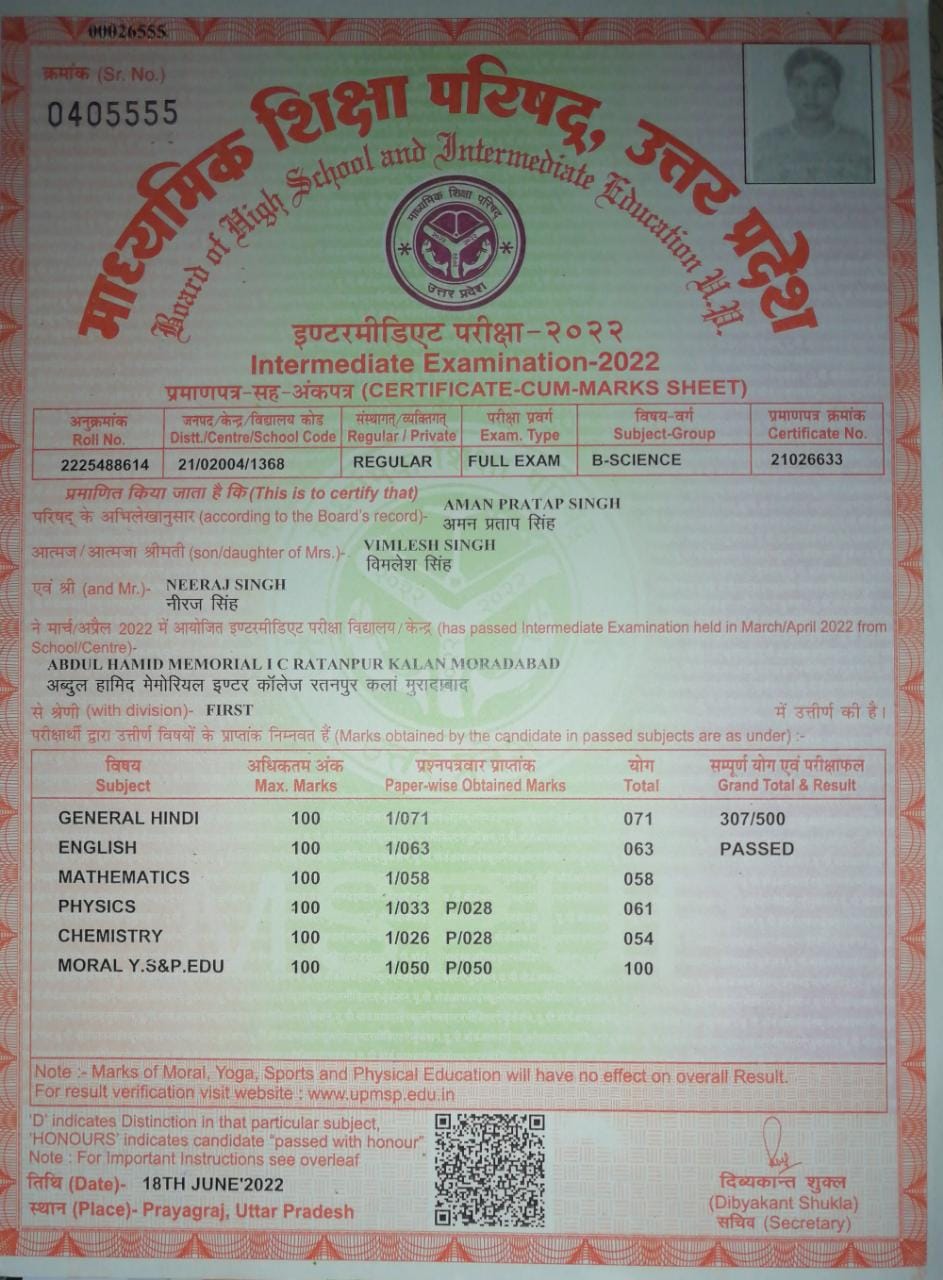 00026555
क्रमांक (Sr. No.)
0405555
माध्यमिक शिक्षा परिषद्, उत्तर प्रदेश
Board of High School and Intermediate Education U.P.
माध्यमिक शिक्षा परिषद्
उत्तर प्रदेश
इण्टरमीडिएट परीक्षा-२०२२
Intermediate Examination-2022
प्रमाणपत्र-सह-अंकपत्र (CERTIFICATE-CUM-MARKS SHEET)
अनुक्रमांक जनपद/केन्द्र/विद्यालय कोड संस्थागत्/व्यक्तिगत् परीक्षा प्रवर्ग विषय-वर्ग प्रमाणपत्र क्रमांक
Roll No. Distt./Centre/School Code Regular / Private Exam. Type Subject-Group Certificate No.
2225488614 21/02004/1368 REGULAR FULL EXAM B-SCIENCE 21026633
प्रमाणित किया जाता है कि (This is to certify that)
AMAN PRATAP SINGH
परिषद् के अभिलेखानुसार (according to the Board's record)- अमन प्रताप सिंह
VIMLESH SINGH
आत्मज/आत्मजा श्रीमती (son/daughter of Mrs.)-
विमलेश सिंह
एवं श्री (and Mr.)- NEERAJ SINGH
नीरज सिंह
ने मार्च/अप्रैल 2022 में आयोजित इण्टरमीडिएट परीक्षा विद्यालय/केन्द्र (has passed Intermediate Examination held in March/April 2022 from
School/Centre)-
ABDUL HAMID MEMORIAL I C RATANPUR KALAN MORADABAD
अब्दुल हामिद मेमोरियल इण्टर कॉलेज रतनपुर कलां मुरादाबाद
से श्रेणी (with division)- FIRST में उत्तीर्ण की है।
परीक्षार्थी द्वारा उत्तीर्ण विषयों के प्राप्तांक निम्नवत हैं (Marks obtained by the candidate in passed subjects are as under) :-
विषय अधिकतम अंक प्रश्नपत्रवार प्राप्तांक योग सम्पूर्ण योग एवं परीक्षाफल
Subject Max. Marks Paper-wise Obtained Marks Total Grand Total & Result
GENERAL HINDI 100 1/071 071 307/500
ENGLISH 100 1/063 063 PASSED
MATHEMATICS 100 1/058 058
PHYSICS 100 1/033 P/028 061
CHEMISTRY 100 1/026 P/028 054
MORAL Y.S&P.EDU 100 1/050 P/050 100
Note :- Marks of Moral, Yoga, Sports and Physical Education will have no effect on overall Result.
For result verification visit website : www.upmsp.edu.in
'D' indicates Distinction in that particular subject,
'HONOURS' indicates candidate "passed with honour"
Note : For Important Instructions see overleaf
तिथि (Date)- 18TH JUNE'2022
स्थान (Place)- Prayagraj, Uttar Pradesh
दिब्यकान्त शुक्ल
(Dibyakant Shukla)
सचिव (Secretary)